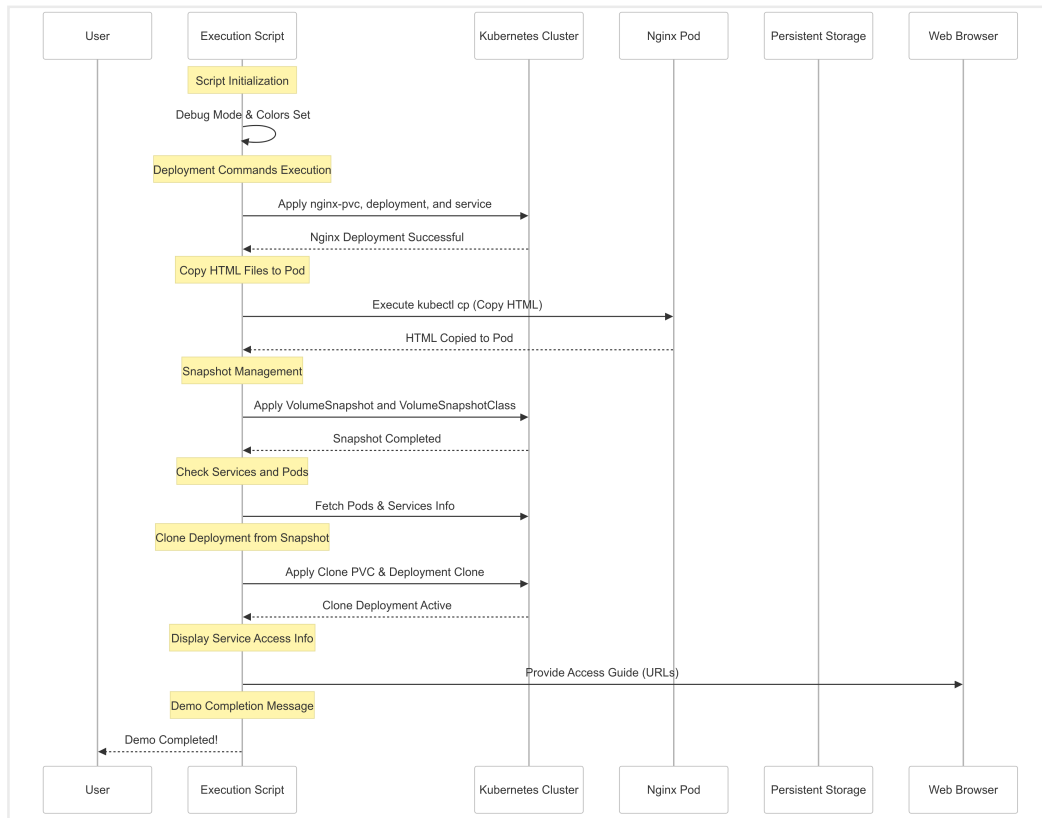 User
Execution Script
Kubernetes Cluster
Nginx Pod
Persistent Storage
Web Browser
Script Initialization
Debug Mode & Colors Set
Deployment Commands Execution
Apply nginx-pvc, deployment, and service
Nginx Deployment Successful
Copy HTML Files to Pod
Execute kubectl cp (Copy HTML)
HTML Copied to Pod
Snapshot Management
Apply VolumeSnapshot and VolumeSnapshotClass
Snapshot Completed
Check Services and Pods
Fetch Pods & Services Info
Clone Deployment from Snapshot
Apply Clone PVC & Deployment Clone
Clone Deployment Active
Display Service Access Info
Provide Access Guide (URLs)
Demo Completion Message
Demo Completed!
User
Execution Script
Kubernetes Cluster
Nginx Pod
Persistent Storage
Web Browser